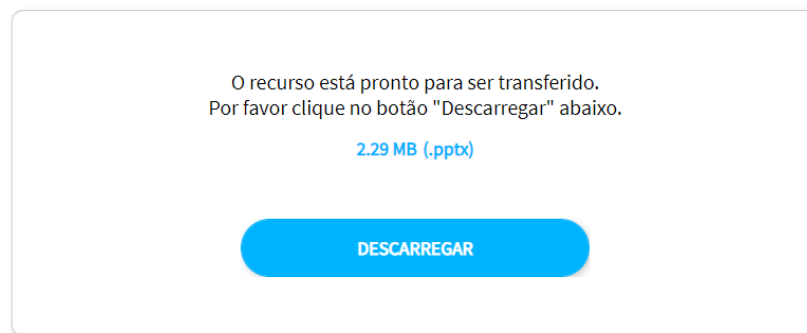 O recurso está pronto para ser transferido.
Por favor clique no botão "Descarregar" abaixo.
2.29 MB (.pptx)
DESCARREGAR